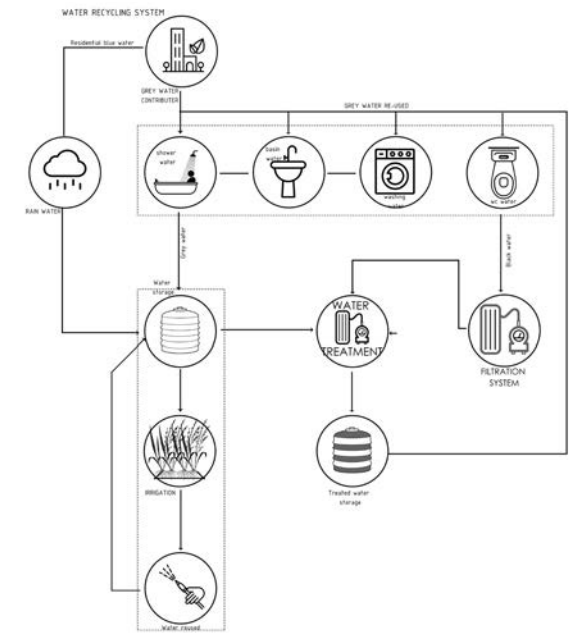 WATER RECYCLING SYSTEM
Residential blue water
GREY WATER
CONTRIBUTER
GREY WATER RE-USED
shower
water
basin
water
washing
water
wc water
RAIN WATER
Grey water
Black water
Water
storage
WATER
TREATMENT
FILTRATION
SYSTEM
IRRIGATION
Treated water
storage
Water reused